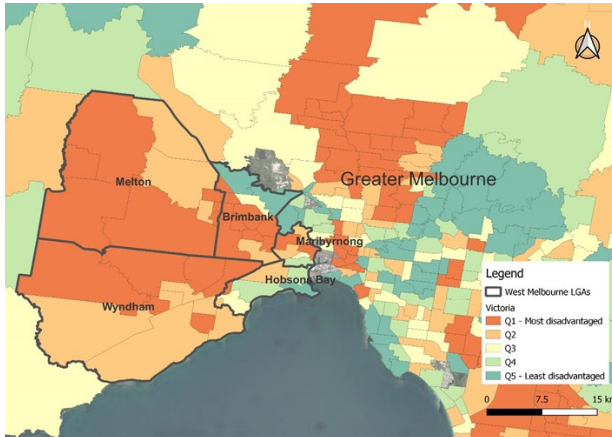 N
Greater Melbourne
Melton
Brimbank
Maribyrnong
Hobsons Bay
Wyndham
Legend
West Melbourne LGAs
Victoria
Q1 - Most disadvantaged
Q2
Q3
Q4
Q5 - Least disadvantaged
0 7.5 15 km